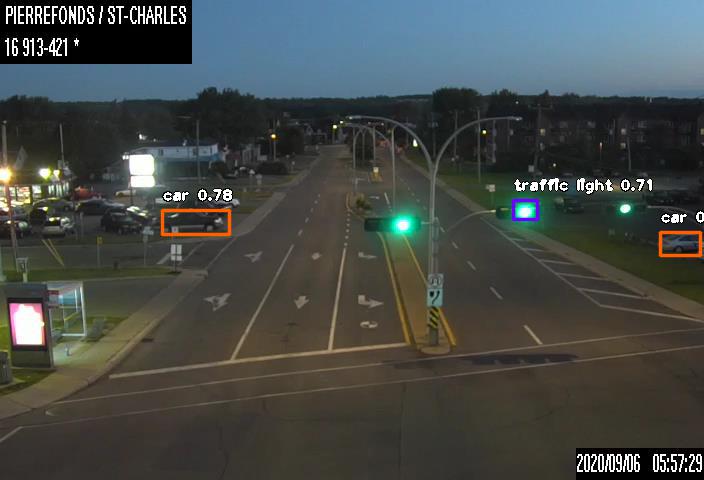 PIERREFONDS / ST-CHARLES
16 913-421 *
car 0.78
traffic light 0.71
car 0
2020/09/06 05:57:29